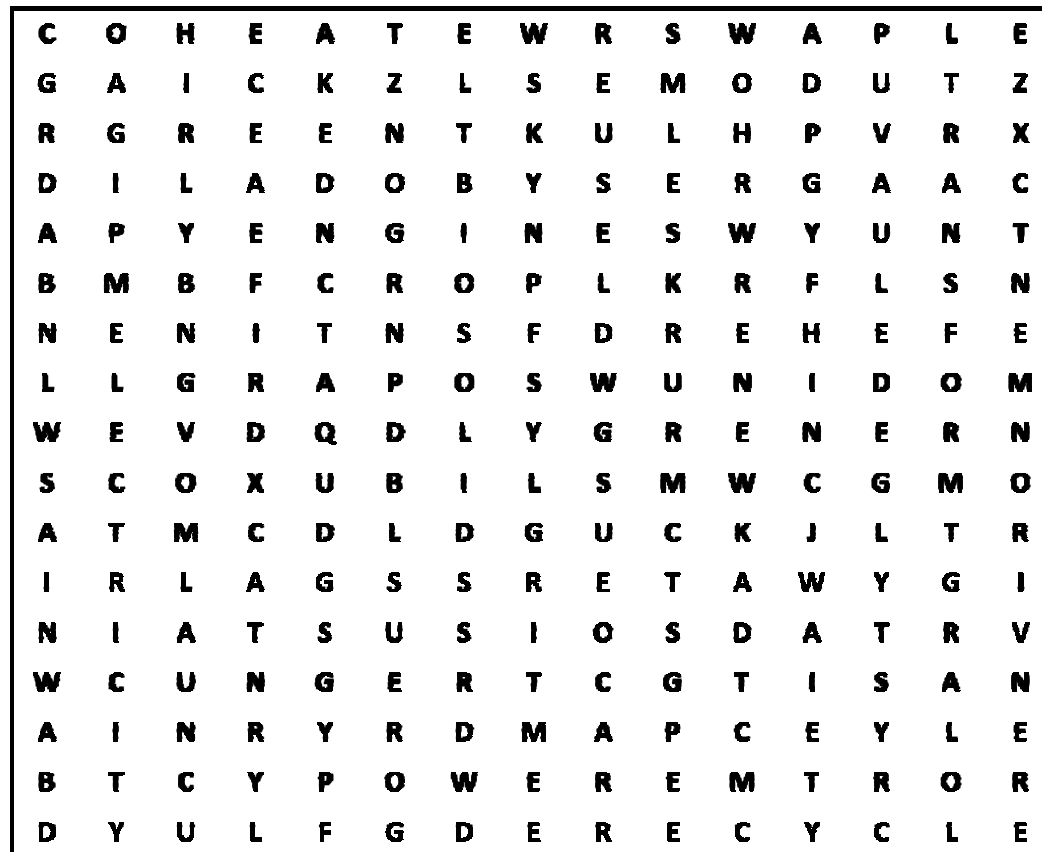 C O H E A T E W R S W A P L E
G A I C K Z L S E M O D U T Z
R G R E E N T K U L H P V R X
D I L A D O B Y S E R G A A C
A P Y E N G I N E S W Y U N T
B M B F C R O P L K R F L S N
N E N I T N S F D R E H E F E
L L G R A P O S W U N I D O M
W E V D Q D L Y G R E N E R N
S C O X U B I L S M W C G M O
A T M C D L D G U C K J L T R
I R L A G S S R E T A W Y G I
N I A T S U S I O S D A T R V
W C U N G E R T C G T I S A N
A I N R Y R D M A P C E Y L E
B T C Y P O W E R E M T R O R
D Y U L F G D E R E C Y C L E